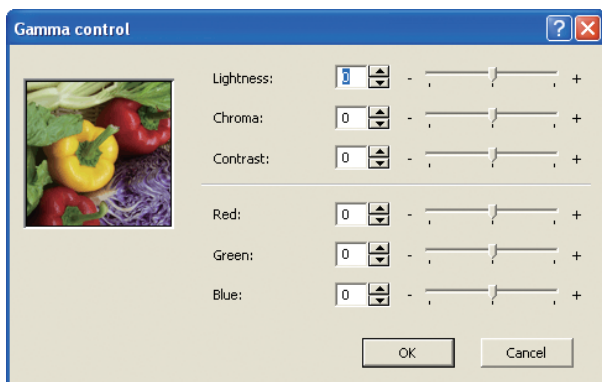 Gamma control
Lightness: 0 - +
Chroma: 0 - +
Contrast: 0 - +
Red: 0 - +
Green: 0 - +
Blue: 0 - +
OK Cancel